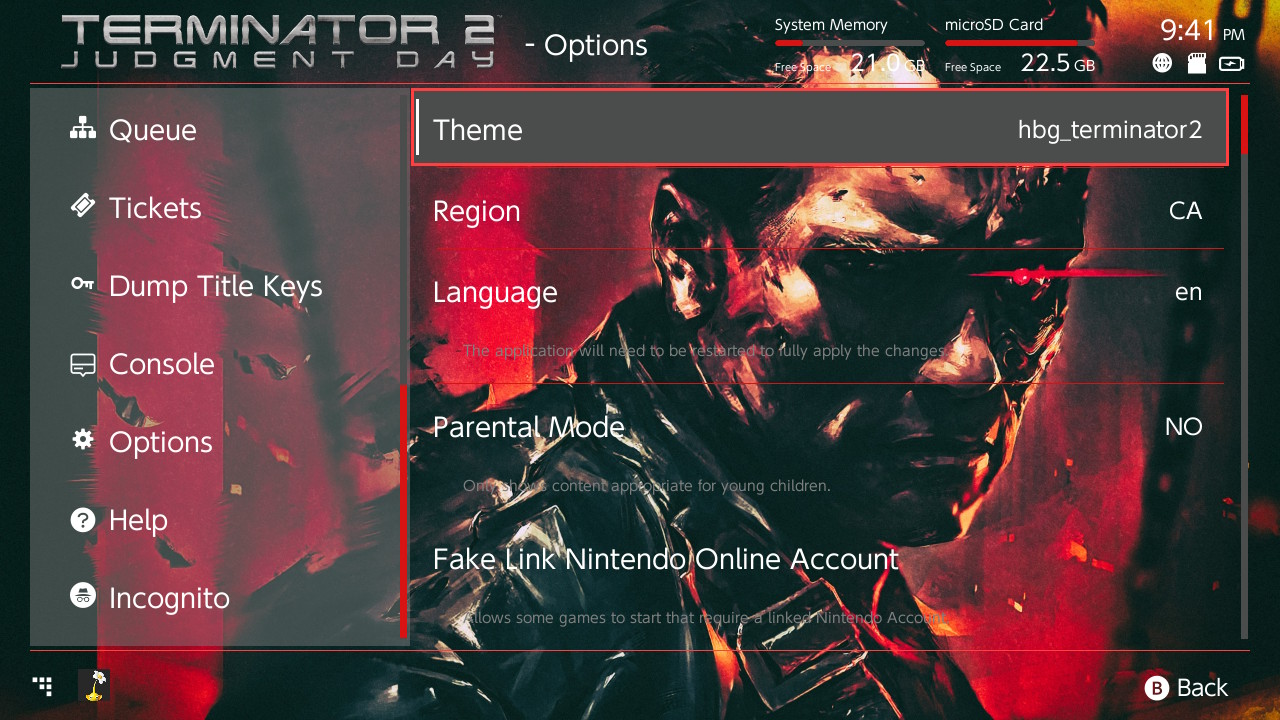 TERMINATOR 2
JUDGMENT DAY
- Options
System Memory
Free Space 21.0 GB
microSD Card
Free Space 22.5 GB
9:41 PM
Queue
Tickets
Dump Title Keys
Console
Options
Help
Incognito
Theme hbg_terminator2
Region CA
Language en
The application will need to be restarted to fully apply the changes.
Parental Mode NO
Only shows content appropriate for young children.
Fake Link Nintendo Online Account
Allows some games to start that require a linked Nintendo Account
B Back